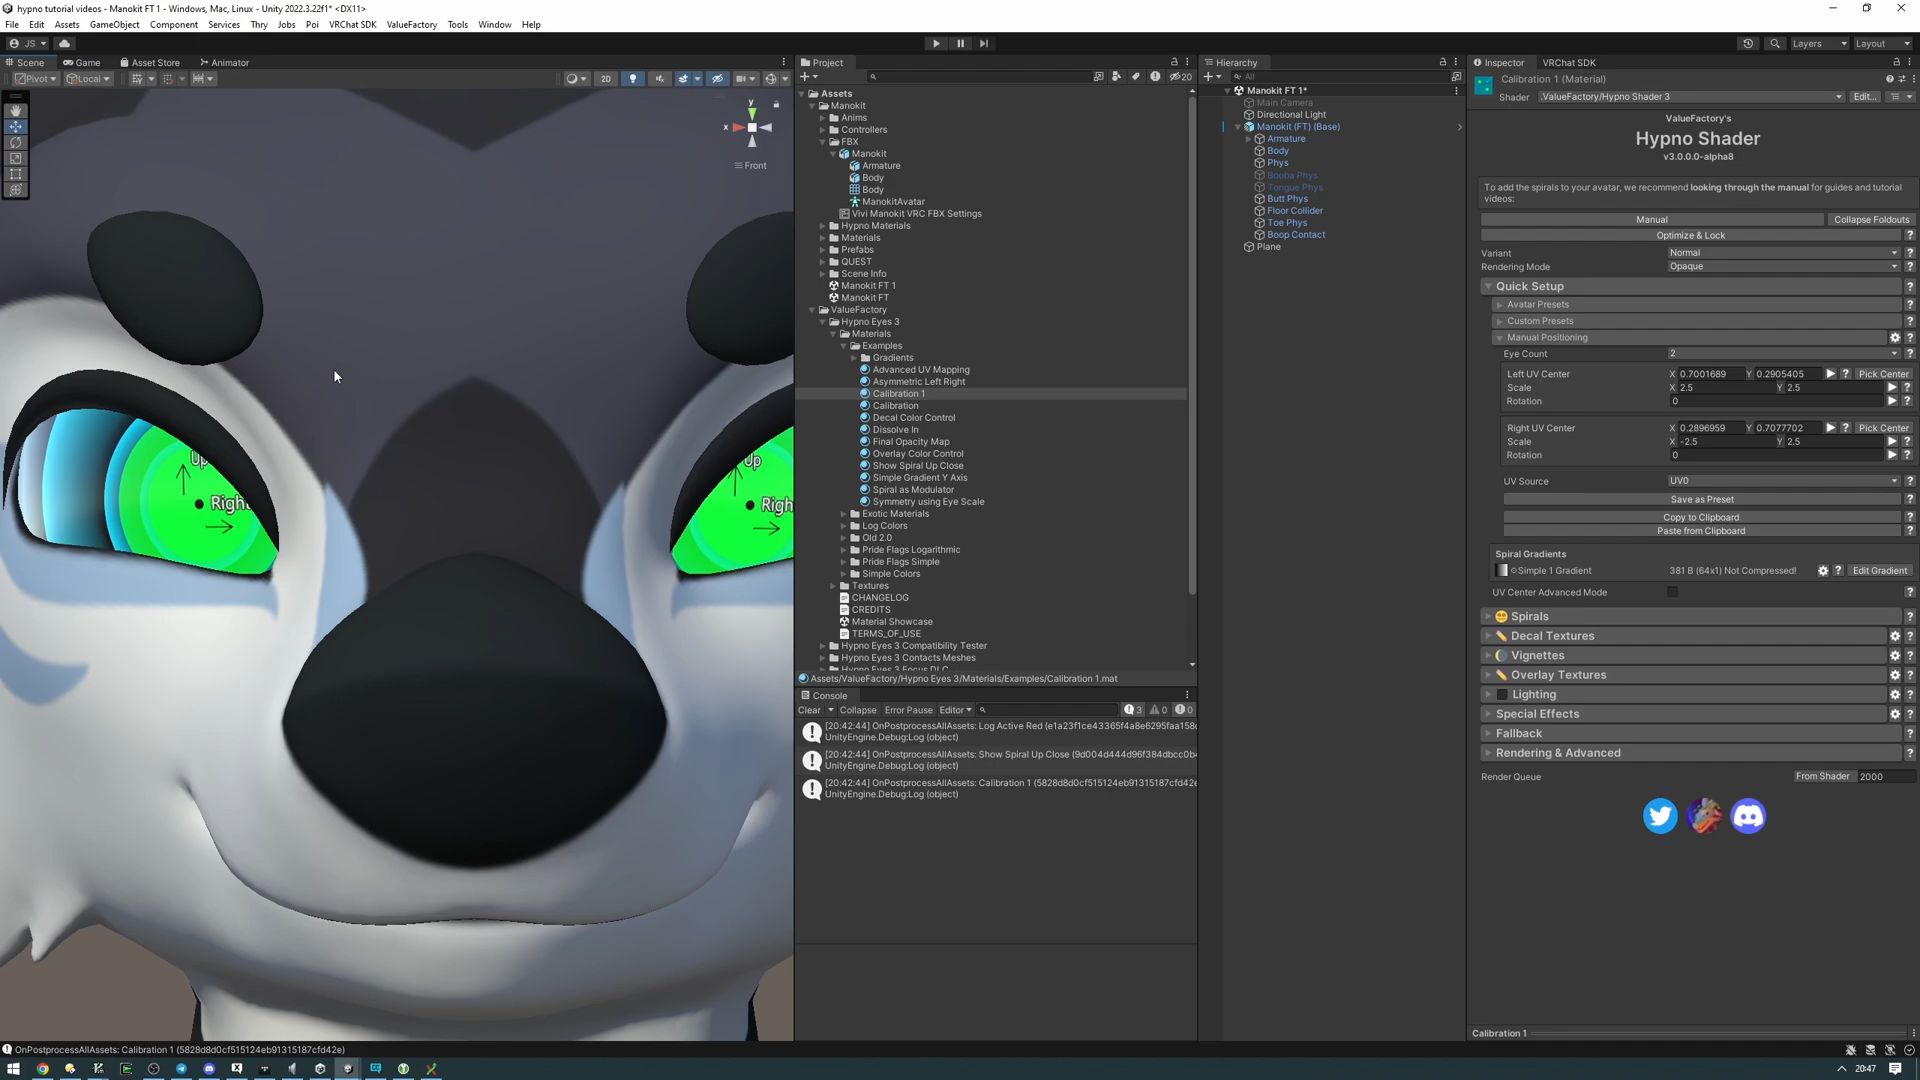 hypno tutorial videos - Manokit FT 1 - Windows, Mac, Linux - Unity 2022.3.22f1* <DX11>
File Edit Assets GameObject Component Services Thry Jobs Poi VRChat SDK ValueFactory Tools Window Help
JS
Layers Layout
Scene Game Asset Store Animator
Pivot Local 2D
y
x
Front
Up
Righ
Up
Righ
Project
20
Assets
Manokit
Anims
Controllers
FBX
Manokit
Armature
Body
Body
ManokitAvatar
Vivi Manokit VRC FBX Settings
Hypno Materials
Materials
Prefabs
QUEST
Scene Info
Manokit FT 1
Manokit FT
ValueFactory
Hypno Eyes 3
Materials
Examples
Gradients
Advanced UV Mapping
Asymmetric Left Right
Calibration 1
Calibration
Decal Color Control
Dissolve In
Final Opacity Map
Overlay Color Control
Show Spiral Up Close
Simple Gradient Y Axis
Spiral as Modulator
Symmetry using Eye Scale
Exotic Materials
Log Colors
Old 2.0
Pride Flags Logarithmic
Pride Flags Simple
Simple Colors
Textures
CHANGELOG
CREDITS
Material Showcase
TERMS_OF_USE
Hypno Eyes 3 Compatibility Tester
Hypno Eyes 3 Contacts Meshes
Hypno Eyes 3 Focus DLC
Assets/ValueFactory/Hypno Eyes 3/Materials/Examples/Calibration 1.mat
Console
Clear Collapse Error Pause Editor 3 0 0
[20:42:44] OnPostprocessAllAssets: Log Active Red (e1a23f1ce43365f4a8e6295faa158
UnityEngine.Debug:Log (object)
[20:42:44] OnPostprocessAllAssets: Show Spiral Up Close (9d004d444d96f384dbcc0b
UnityEngine.Debug:Log (object)
[20:42:44] OnPostprocessAllAssets: Calibration 1 (5828d8d0cf515124eb91315187cfd42e
UnityEngine.Debug:Log (object)
Hierarchy
All
Manokit FT 1*
Main Camera
Directional Light
Manokit (FT) (Base)
Armature
Body
Phys
Booba Phys
Tongue Phys
Butt Phys
Floor Collider
Toe Phys
Boop Contact
Plane
Inspector VRChat SDK
Calibration 1 (Material)
Shader .ValueFactory/Hypno Shader 3 Edit...
ValueFactory's
Hypno Shader
v3.0.0.0-alpha8
To add the spirals to your avatar, we recommend looking through the manual for guides and tutorial
videos:
Manual Collapse Foldouts
Optimize & Lock ?
Variant Normal ?
Rendering Mode Opaque ?
Quick Setup ?
Avatar Presets ?
Custom Presets ?
Manual Positioning ?
Eye Count 2 ?
Left UV Center X 0.7001689 Y 0.2905405 ? Pick Center
Scale X 2.5 Y 2.5 ?
Rotation 0 ?
Right UV Center X 0.2896959 Y 0.7077702 ? Pick Center
Scale X -2.5 Y 2.5 ?
Rotation 0 ?
UV Source UV0 ?
Save as Preset ?
Copy to Clipboard ?
Paste from Clipboard ?
Spiral Gradients
Simple 1 Gradient 381 B (64x1) Not Compressed! ? Edit Gradient
UV Center Advanced Mode ?
Spirals ?
Decal Textures ?
Vignettes ?
Overlay Textures ?
Lighting ?
Special Effects ?
Fallback ?
Rendering & Advanced ?
Render Queue From Shader 2000
Calibration 1
OnPostprocessAllAssets: Calibration 1 (5828d8d0cf515124eb91315187cfd42e)
20:47